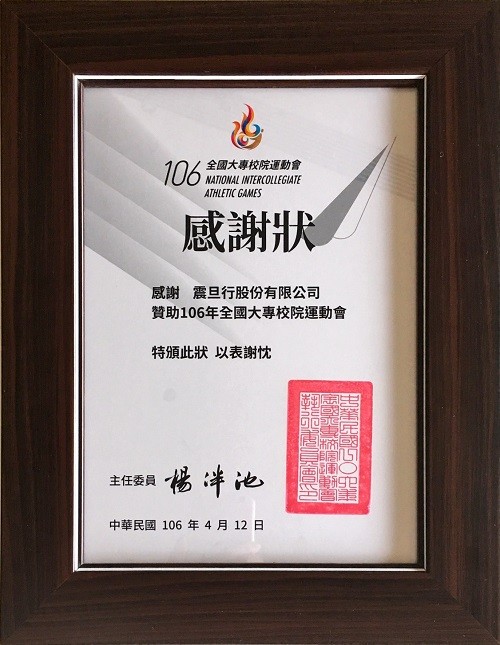 106 全國大專校院運動會
NATIONAL INTERCOLLEGIATE
ATHLETIC GAMES
感謝狀
感謝　震旦行股份有限公司
贊助106年全國大專校院運動會
特頒此狀 以表謝忱
主任委員 楊泮池
中華民國 106 年 4 月 12 日